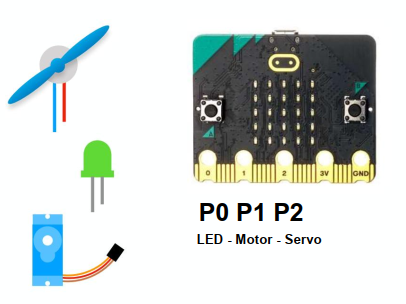 A
B
0 1 2 3V GND
P0 P1 P2
LED - Motor - Servo